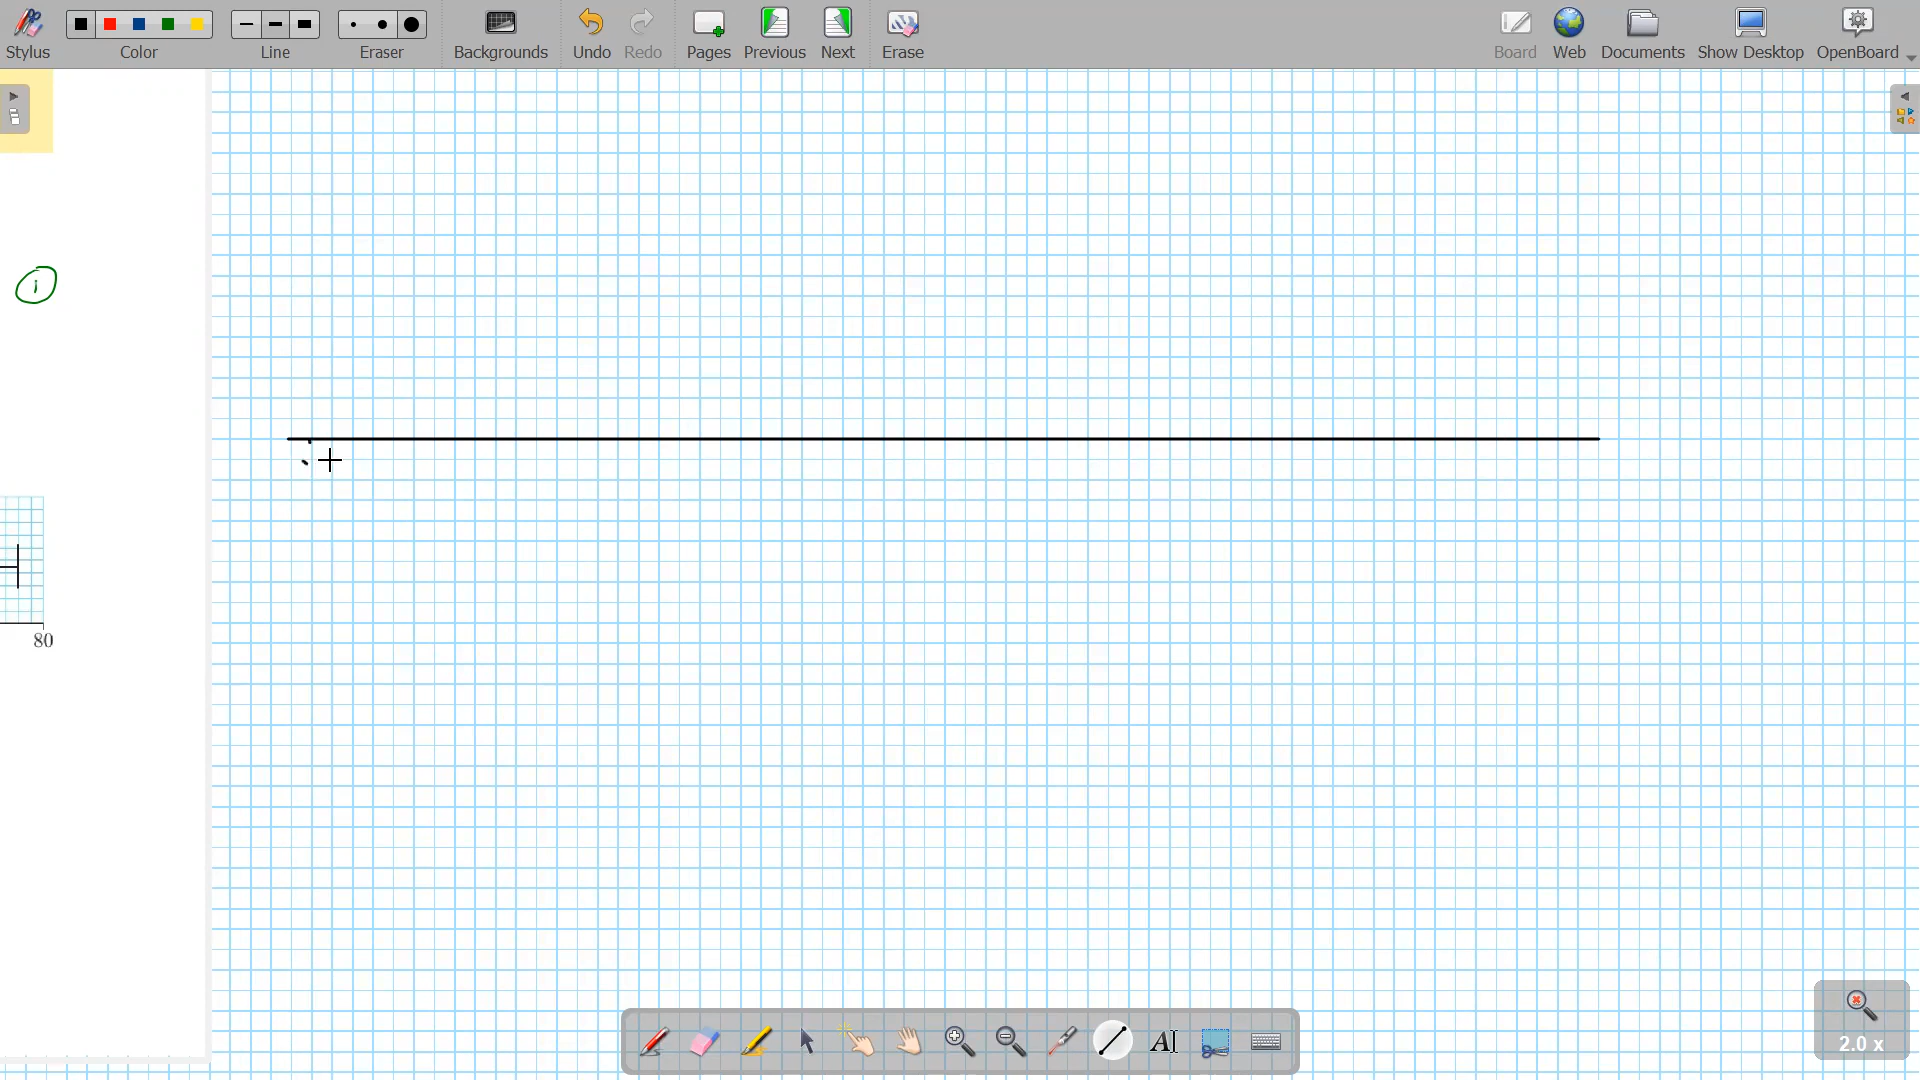 Stylus Color Line Eraser Backgrounds Undo Redo Pages Previous Next Erase Board Web Documents Show Desktop OpenBoard
i
80
2.0 x